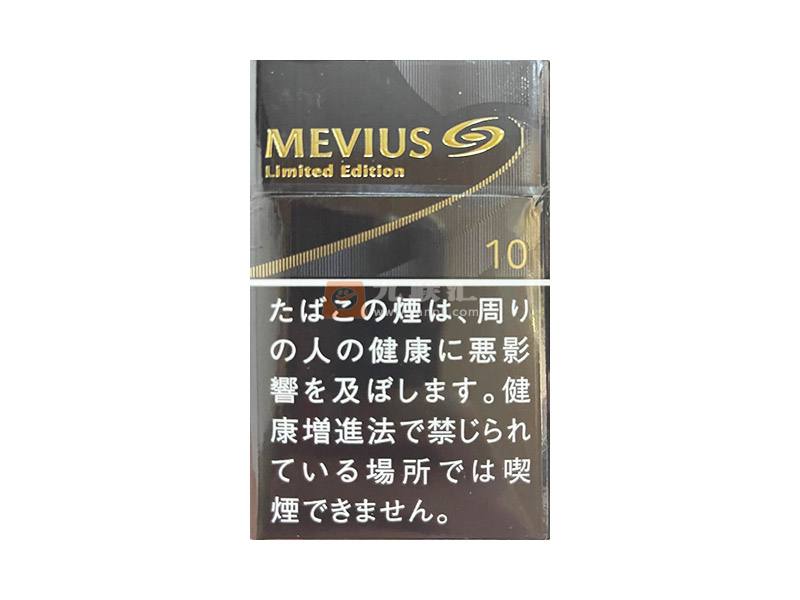 MEVIUS
Limited Edition
10
たばこの煙は、周り
の人の健康に悪影
響を及ぼします。健
康増進法で禁じられ
ている場所では喫
煙できません。